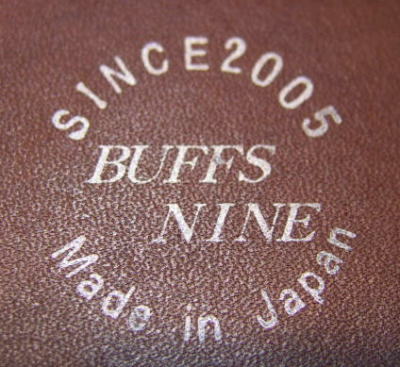 SINCE2005
BUFFS
NINE
Made in Japan